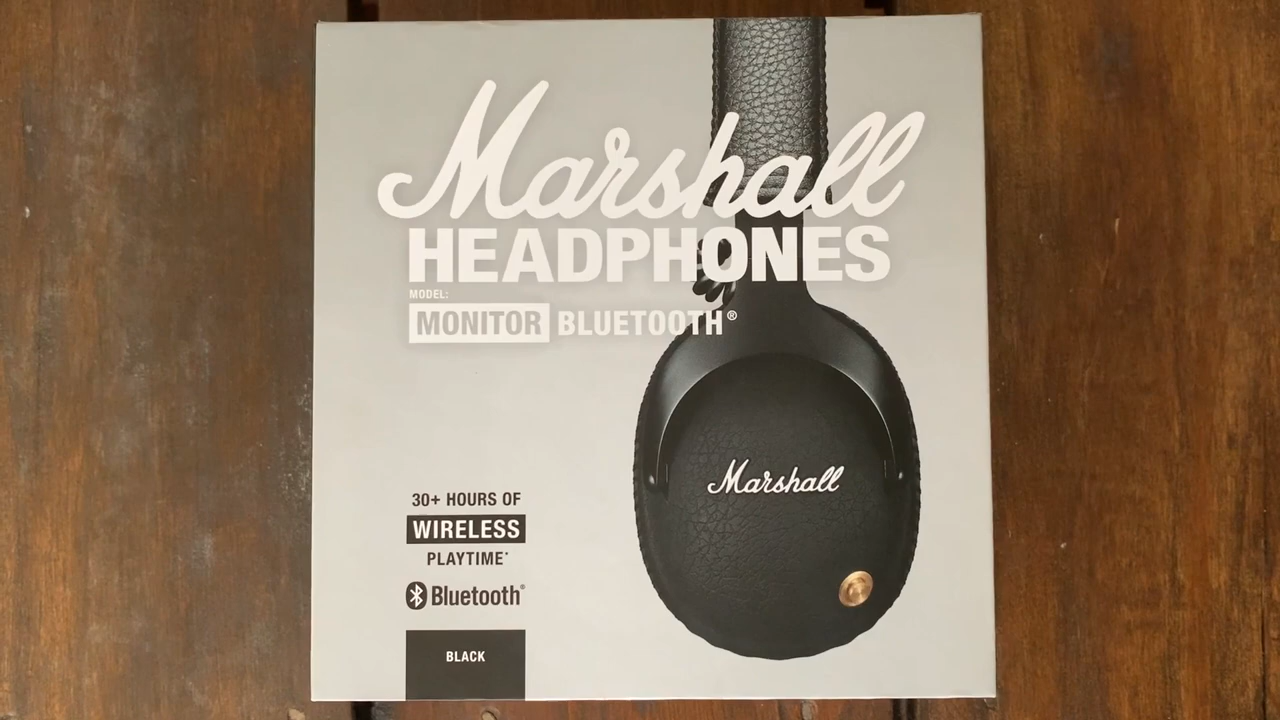 Marshall
HEADPHONES
MODEL:
MONITOR BLUETOOTH®
Marshall
30+ HOURS OF
WIRELESS
PLAYTIME*
Bluetooth®
BLACK